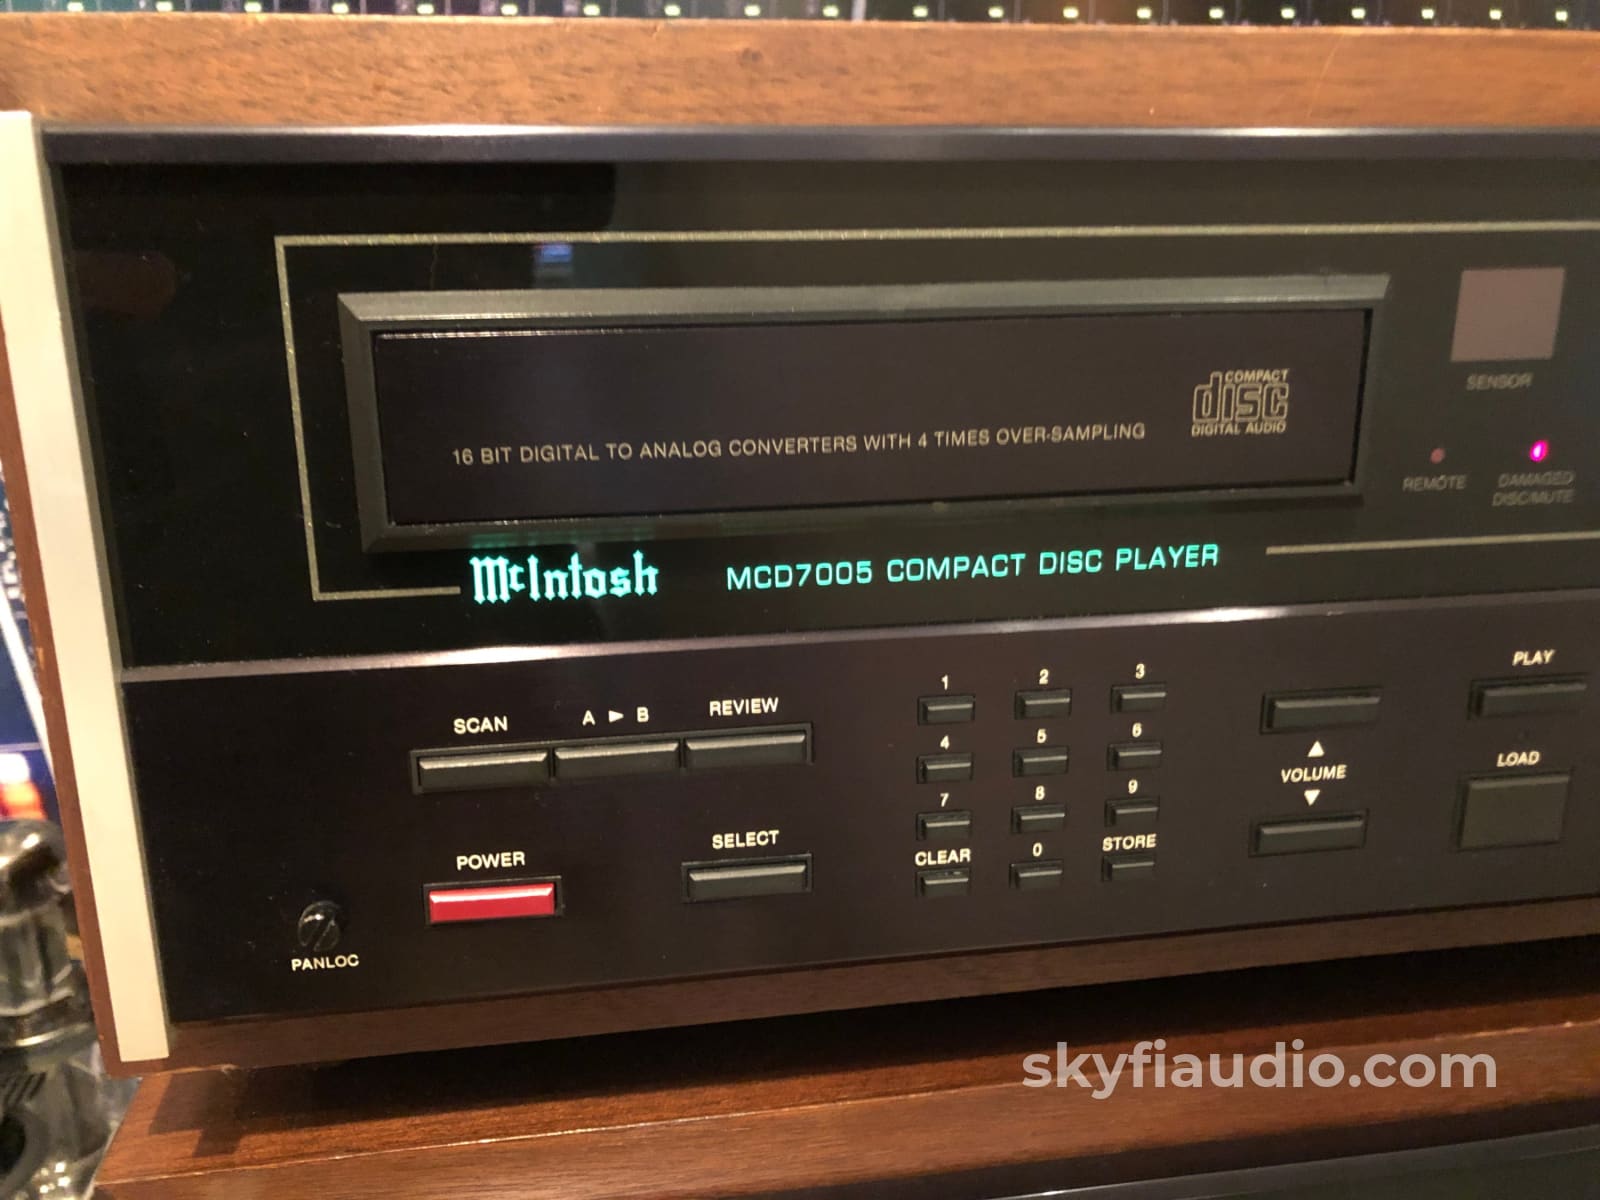 COMPACT
disc
DIGITAL AUDIO
16 BIT DIGITAL TO ANALOG CONVERTERS WITH 4 TIMES OVER-SAMPLING
SENSOR
REMOTE
DAMAGED
DISC/MUTE
McIntosh MCD7005 COMPACT DISC PLAYER
SCAN A ▶ B REVIEW
1 2 3
4 5 6
7 8 9
CLEAR 0 STORE
▲
VOLUME
▼
PLAY
LOAD
POWER
SELECT
PANLOC
skyfiaudio.com